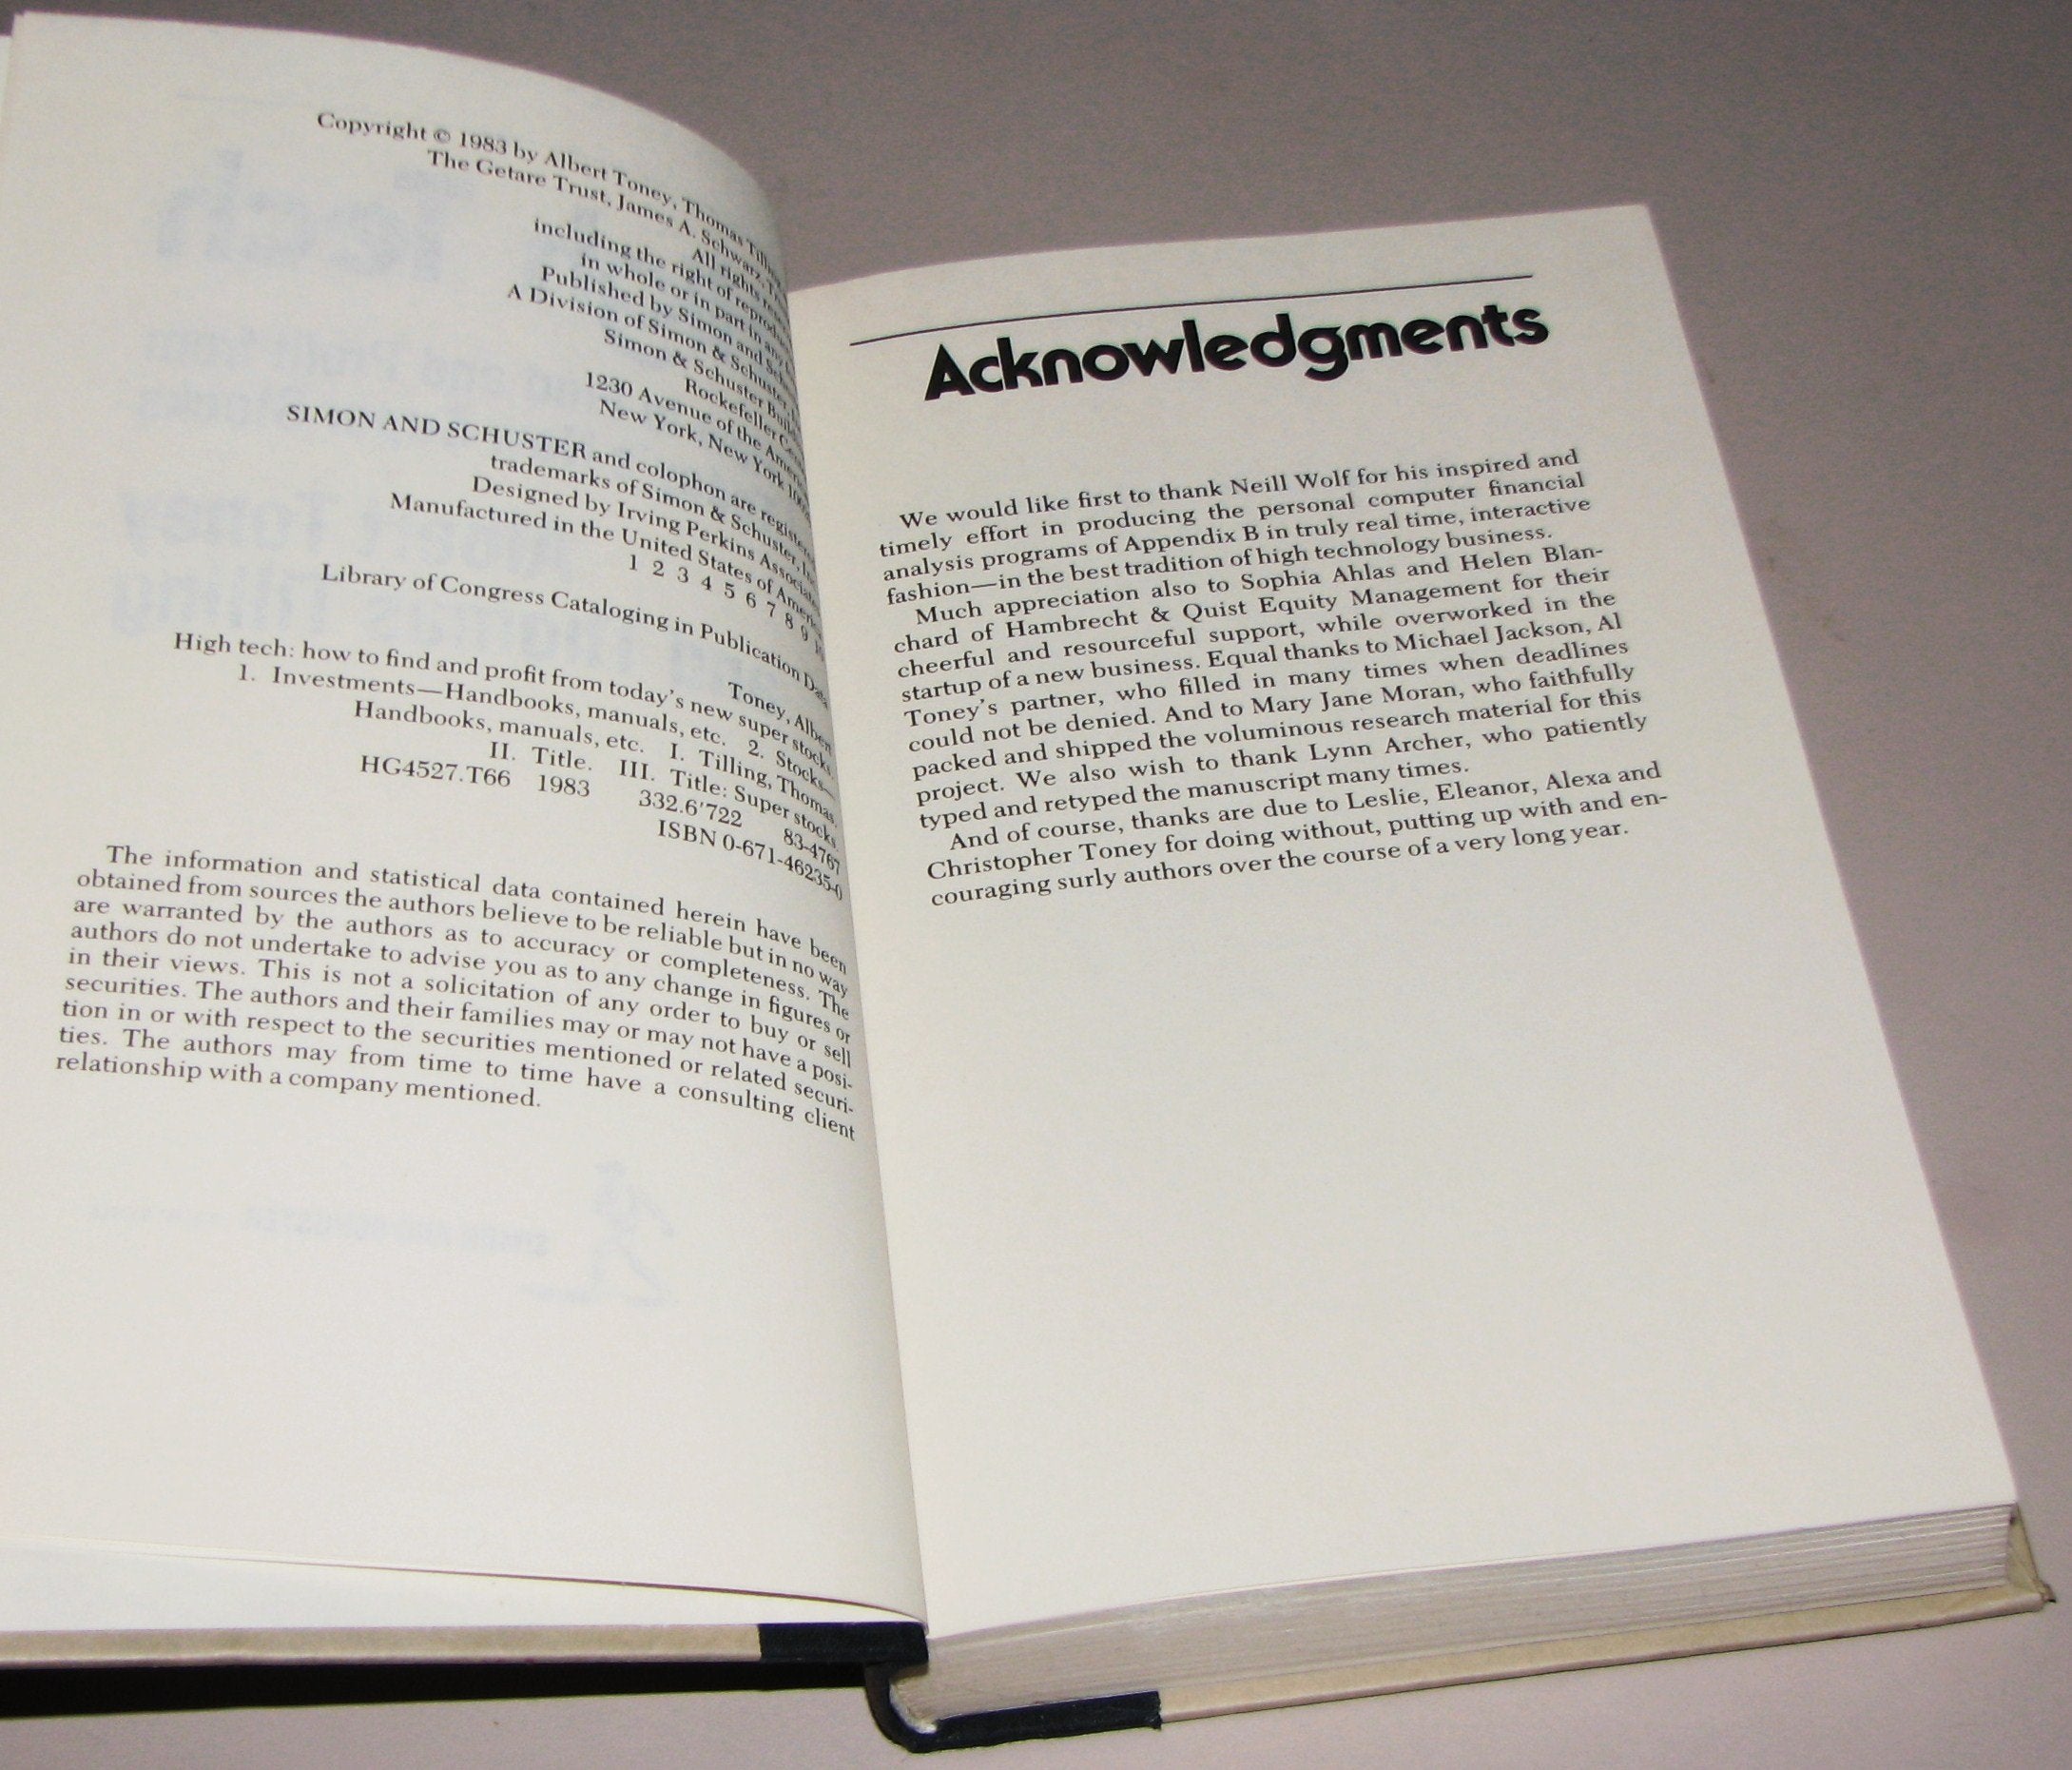 Copyright © 1983 by Albert Toney, Thomas Tilling,
The Getare Trust, James A. Schwarz,
All rights
including the right of
in whole or in part in any
Published by Simon and
A Division of Simon & Schuster,
Simon & Schuster
Rockefeller
1230 Avenue of the
New York, New York
SIMON AND SCHUSTER and colophon are
trademarks of Simon & Schuster,
Designed by Irving Perkins
Manufactured in the United States of
1 2 3 4 5 6 7 8 9 10
Library of Congress Cataloging in Publication Data
Toney, Albert.
High tech: how to find and profit from today's new super stocks.
1. Investments—Handbooks, manuals, etc. 2. Stocks—
Handbooks, manuals, etc. I. Tilling, Thomas.
II. Title. III. Title: Super stocks.
HG4527.T66 1983 332.6'722 83-4767
ISBN 0-671-46235-0
The information and statistical data contained herein have been
obtained from sources the authors believe to be reliable but in no way
are warranted by the authors as to accuracy or completeness. The
authors do not undertake to advise you as to any change in figures or
in their views. This is not a solicitation of any order to buy or sell
securities. The authors and their families may or may not have a posi-
tion in or with respect to the securities mentioned or related securi-
ties. The authors may from time to time have a consulting client
relationship with a company mentioned.
Acknowledgments
We would like first to thank Neill Wolf for his inspired and
timely effort in producing the personal computer financial
analysis programs of Appendix B in truly real time, interactive
fashion—in the best tradition of high technology business.
Much appreciation also to Sophia Ahlas and Helen Blan-
chard of Hambrecht & Quist Equity Management for their
cheerful and resourceful support, while overworked in the
startup of a new business. Equal thanks to Michael Jackson, Al
Toney's partner, who filled in many times when deadlines
could not be denied. And to Mary Jane Moran, who faithfully
packed and shipped the voluminous research material for this
project. We also wish to thank Lynn Archer, who patiently
typed and retyped the manuscript many times.
And of course, thanks are due to Leslie, Eleanor, Alexa and
Christopher Toney for doing without, putting up with and en-
couraging surly authors over the course of a very long year.